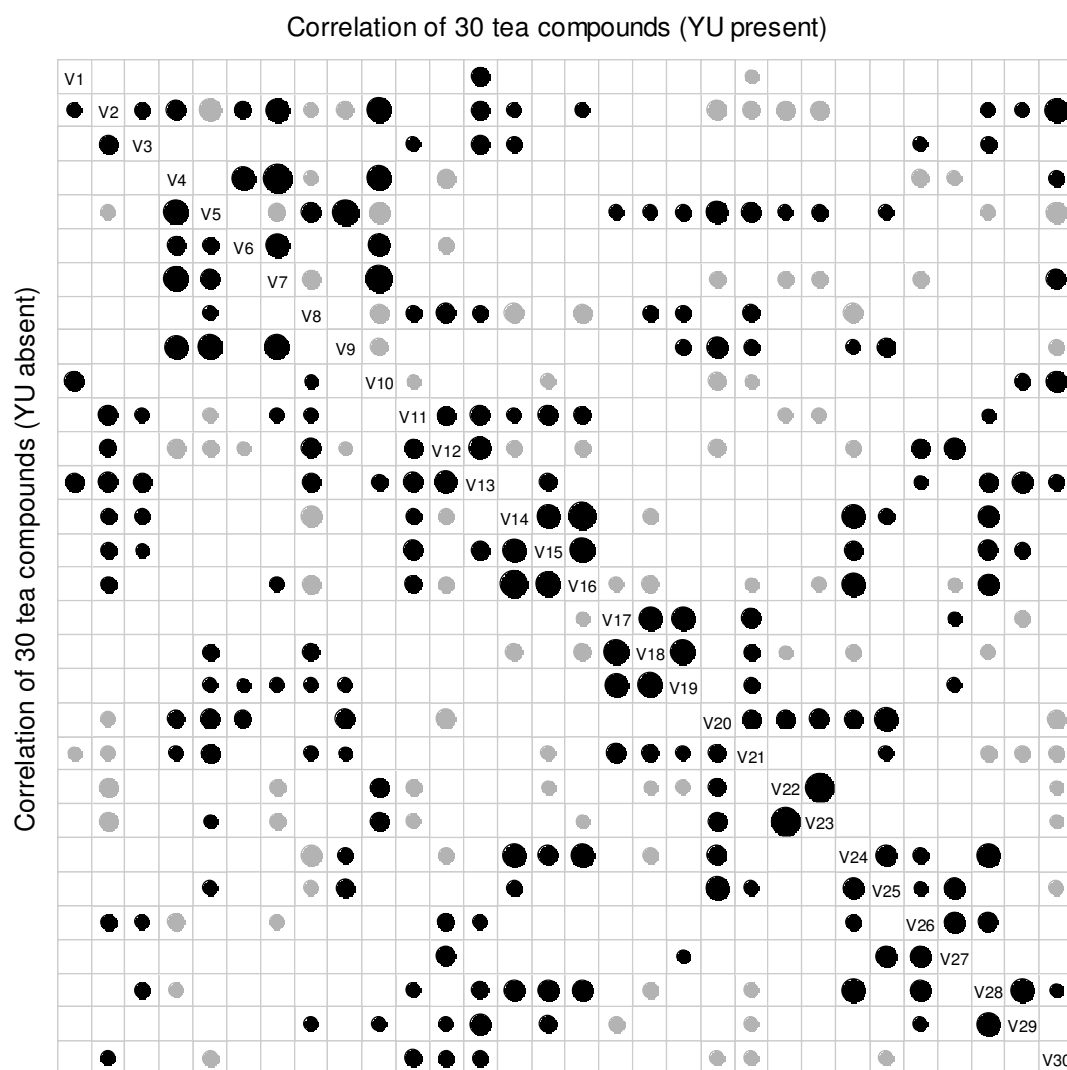 Correlation of 30 tea compounds (YU present)
Correlation of 30 tea compounds (YU absent)
V1
V2
V3
V4
V5
V6
V7
V8
V9
V10
V11
V12
V13
V14
V15
V16
V17
V18
V19
V20
V21
V22
V23
V24
V25
V26
V27
V28
V29
V30